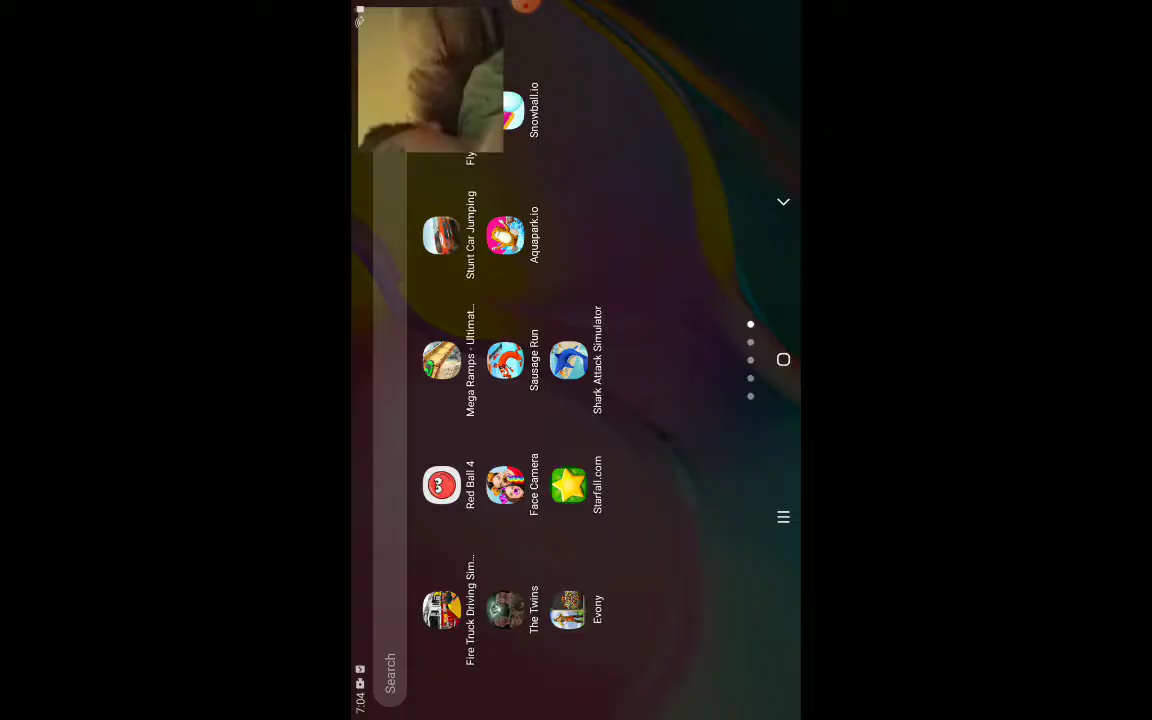 7:04
Search
Fire Truck Driving Sim...
Red Ball 4
Mega Ramps - Ultimat...
Stunt Car Jumping
Fly
The Twins
Face Camera
Sausage Run
Aquapark.io
Snowball.io
Evony
Starfall.com
Shark Attack Simulator